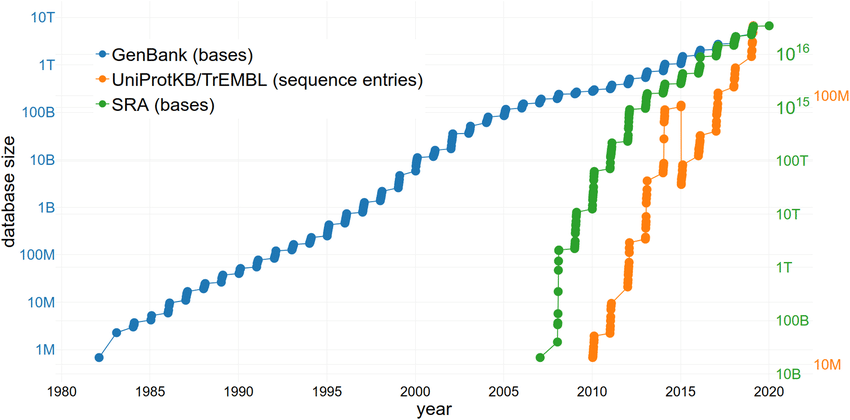 10T
1T
100B
10B
1B
100M
10M
1M
database size
GenBank (bases)
UniProtKB/TrEMBL (sequence entries)
SRA (bases)
10^16
10^15
100T
10T
1T
100B
10B
100M
10M
1980 1985 1990 1995 2000 2005 2010 2015 2020
year